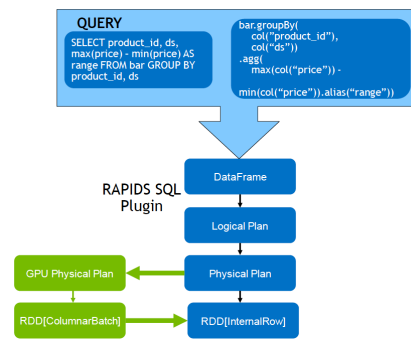 QUERY
SELECT product_id, ds,
max(price) – min(price) AS
range FROM bar GROUP BY
product_id, ds
bar.groupBy(
col(“product_id”),
col(“ds”))
.agg(
max(col(“price”)) -
min(col(“price”)).alias(“range”))
DataFrame
RAPIDS SQL
Plugin
Logical Plan
GPU Physical Plan
Physical Plan
RDD[ColumnarBatch]
RDD[InternalRow]